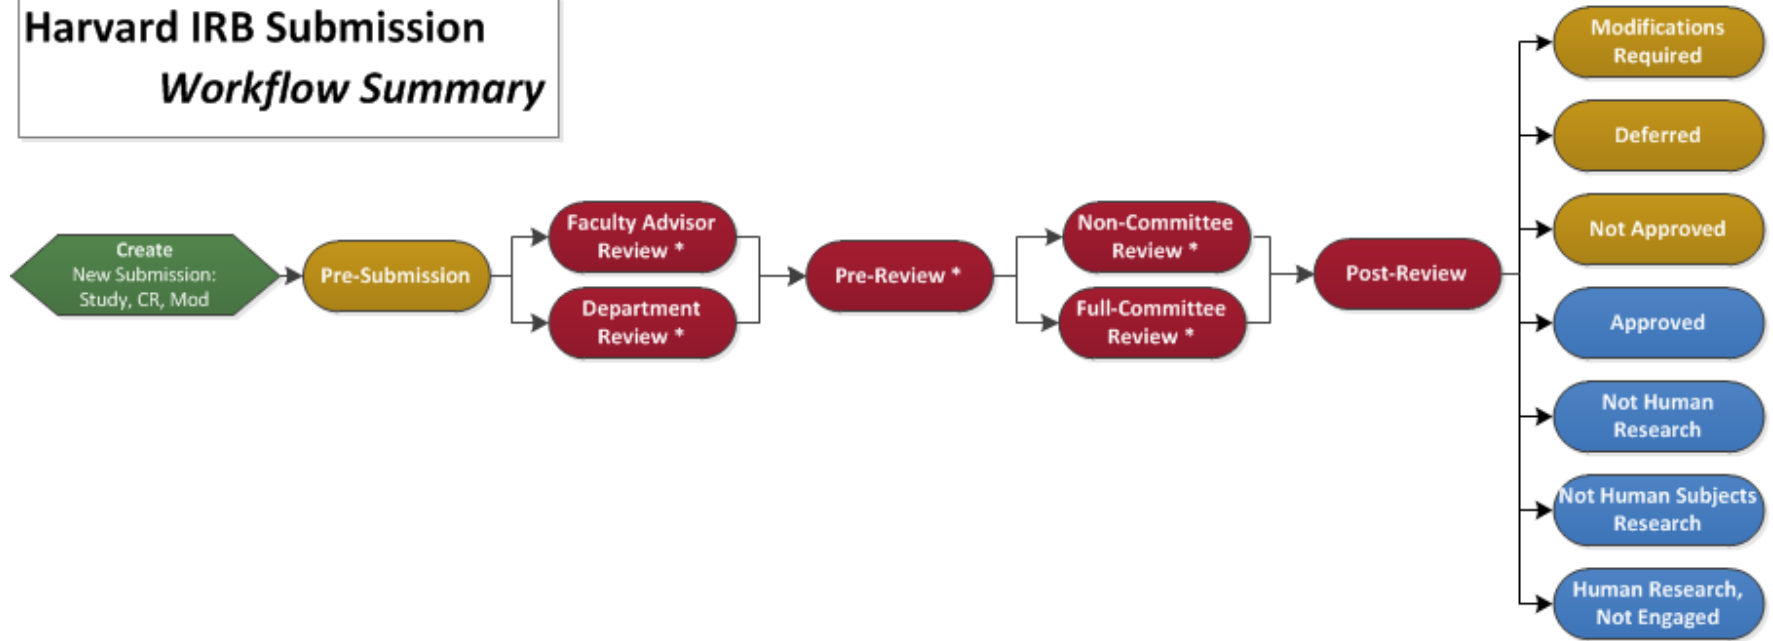 Harvard IRB Submission
Workflow Summary
Create
New Submission:
Study, CR, Mod
Pre-Submission
Faculty Advisor
Review *
Department
Review *
Pre-Review *
Non-Committee
Review *
Full-Committee
Review *
Post-Review
Modifications
Required
Deferred
Not Approved
Approved
Not Human
Research
Not Human Subjects
Research
Human Research,
Not Engaged